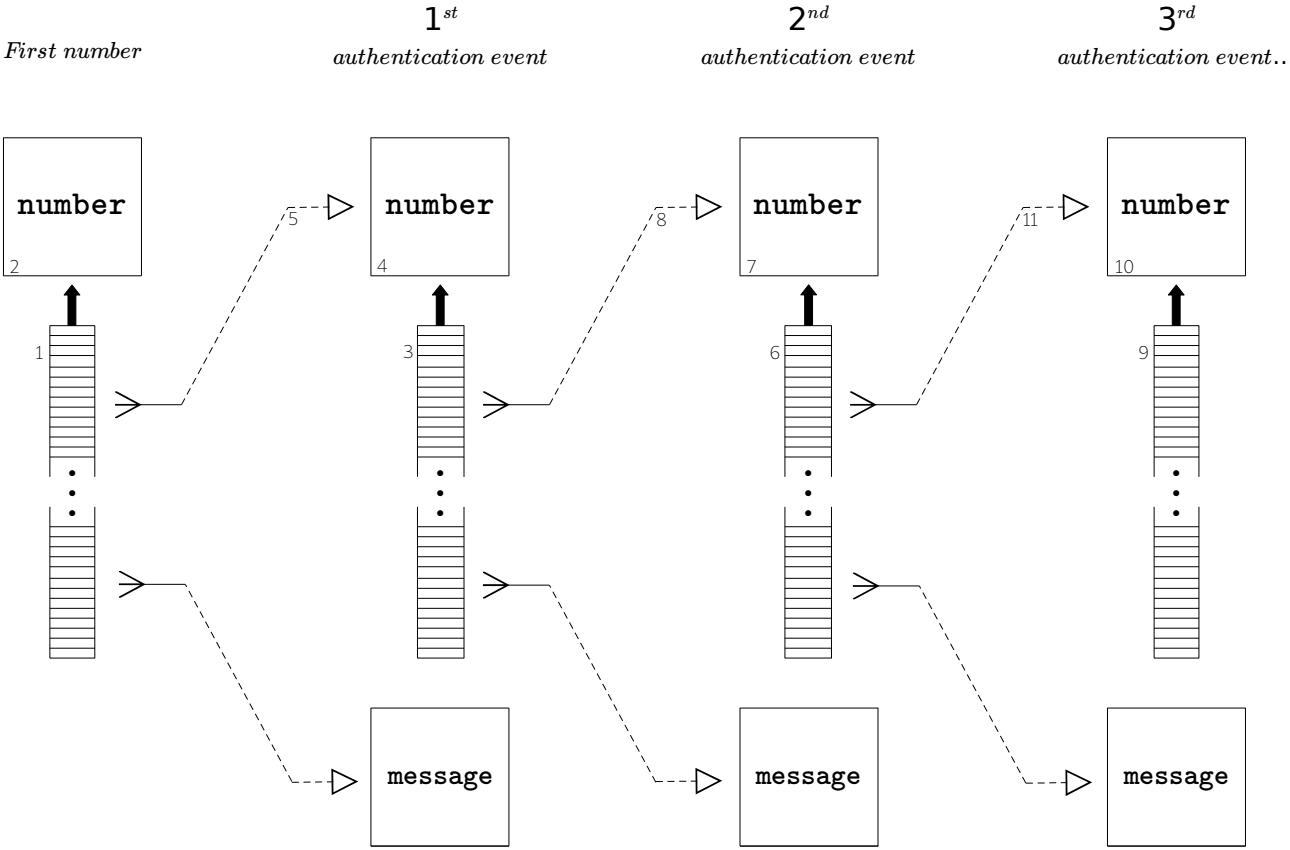 First number
1st
authentication event
2nd
authentication event
3rd
authentication event..
number
2
5
number
4
8
number
7
11
number
10
1
3
6
9
message
message
message